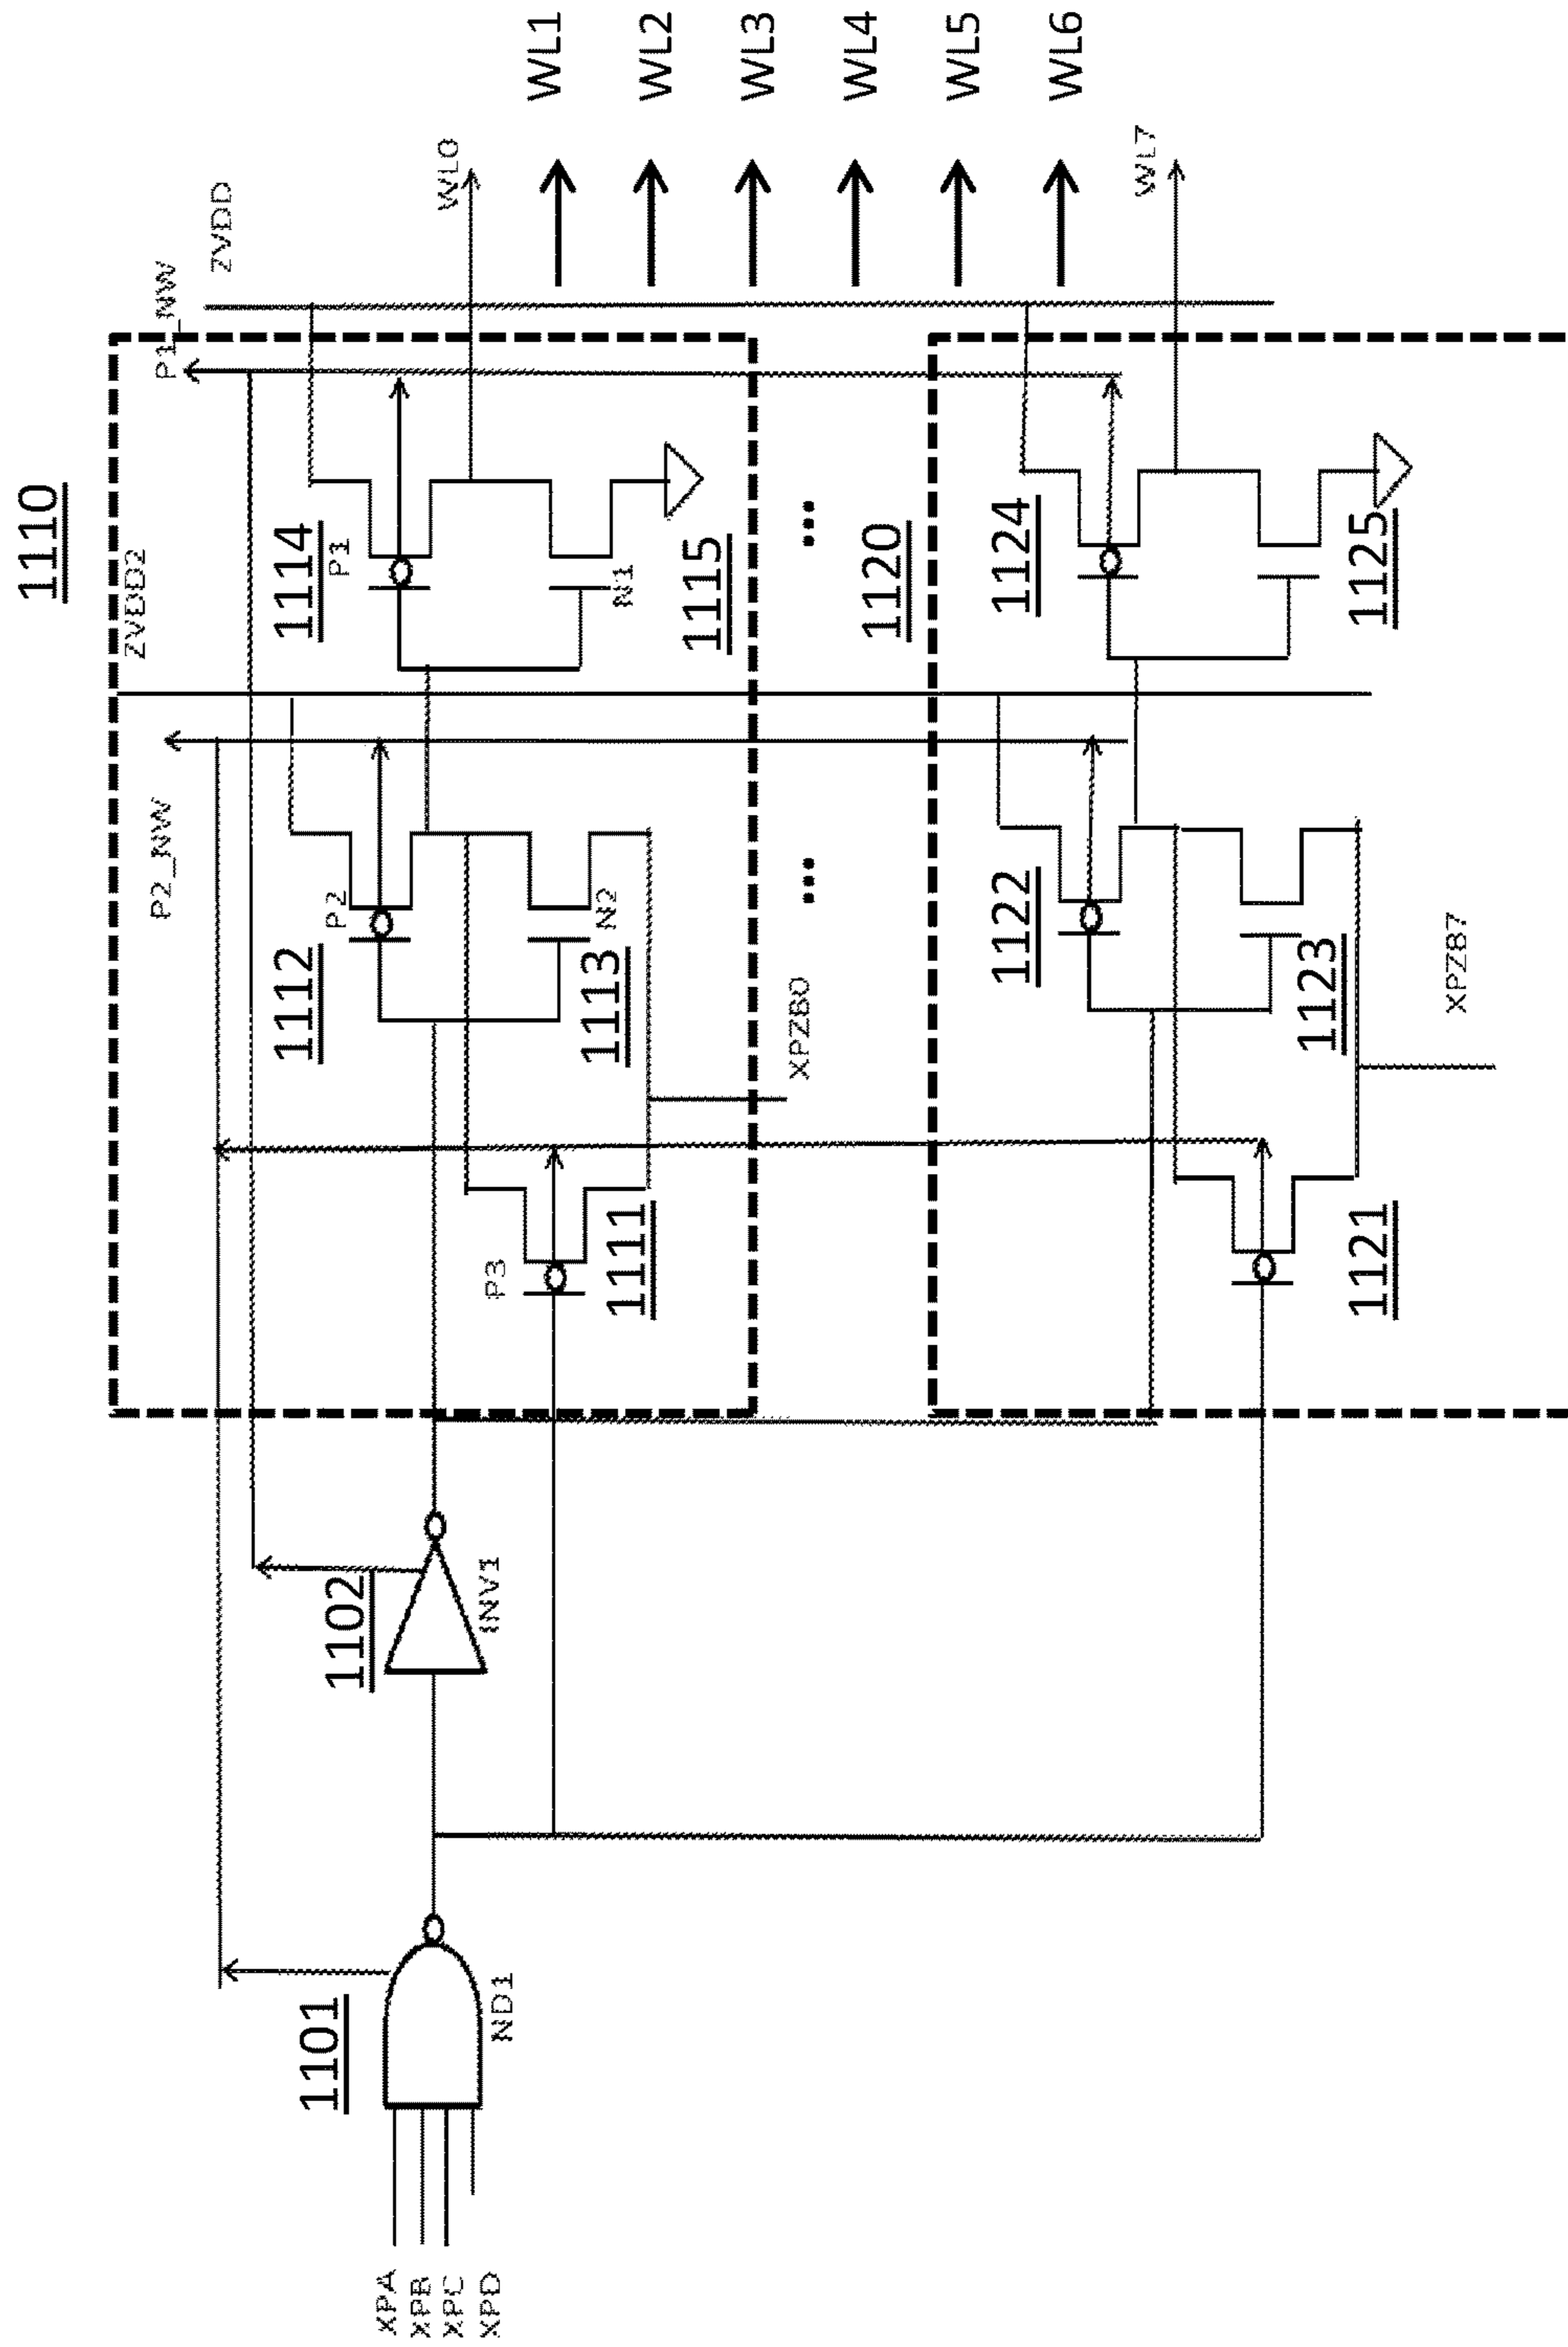 1110
ZVDD2
P2_NW
P1_NW
ZVDD
WL0
WL1
WL2
WL3
WL4
WL5
WL6
WL7
1101
ND1
XPA
XPB
XPC
XPD
1102
INV1
1112
P2
1113
N2
P3
1111
XPZB0
1114
P1
N1
1115
...
...
1120
1122
1123
1121
XPZB7
1124
1125